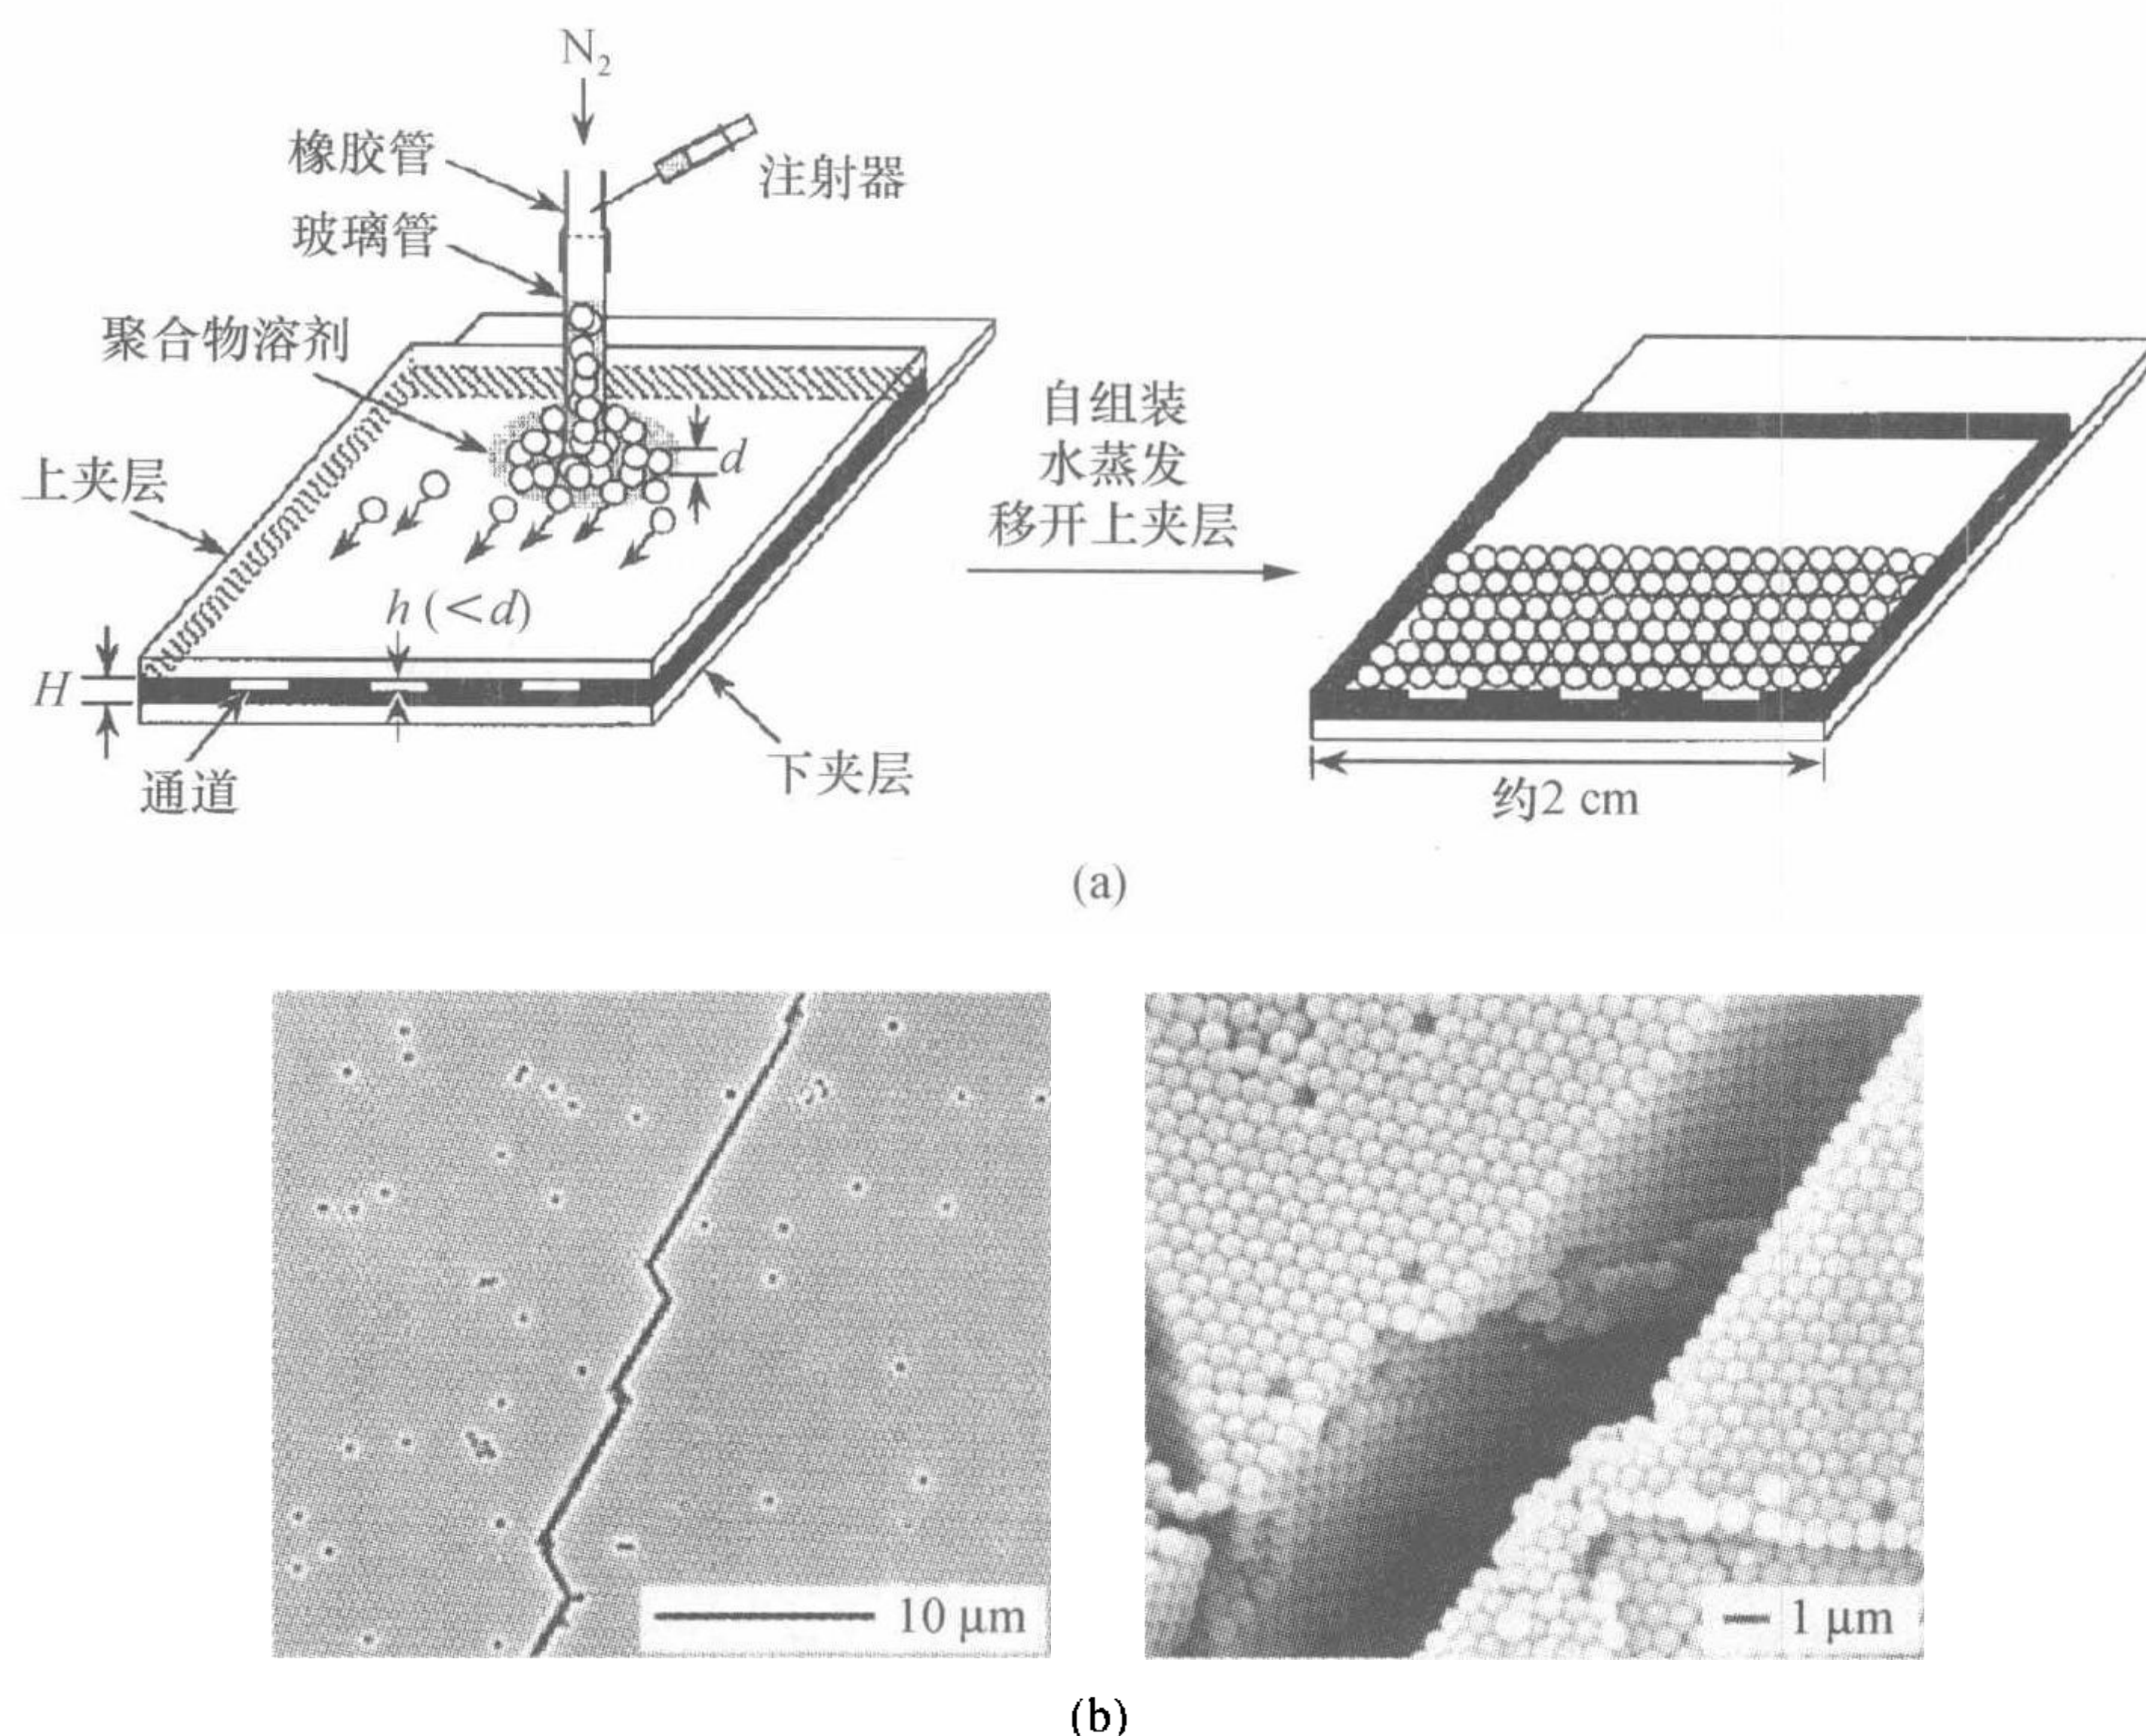 N₂
橡胶管
注射器
玻璃管
聚合物溶剂
d
上夹层
h (<d)
H
通道
下夹层
自组装
水蒸发
移开上夹层
约2 cm
(a)
10 μm
1 μm
(b)